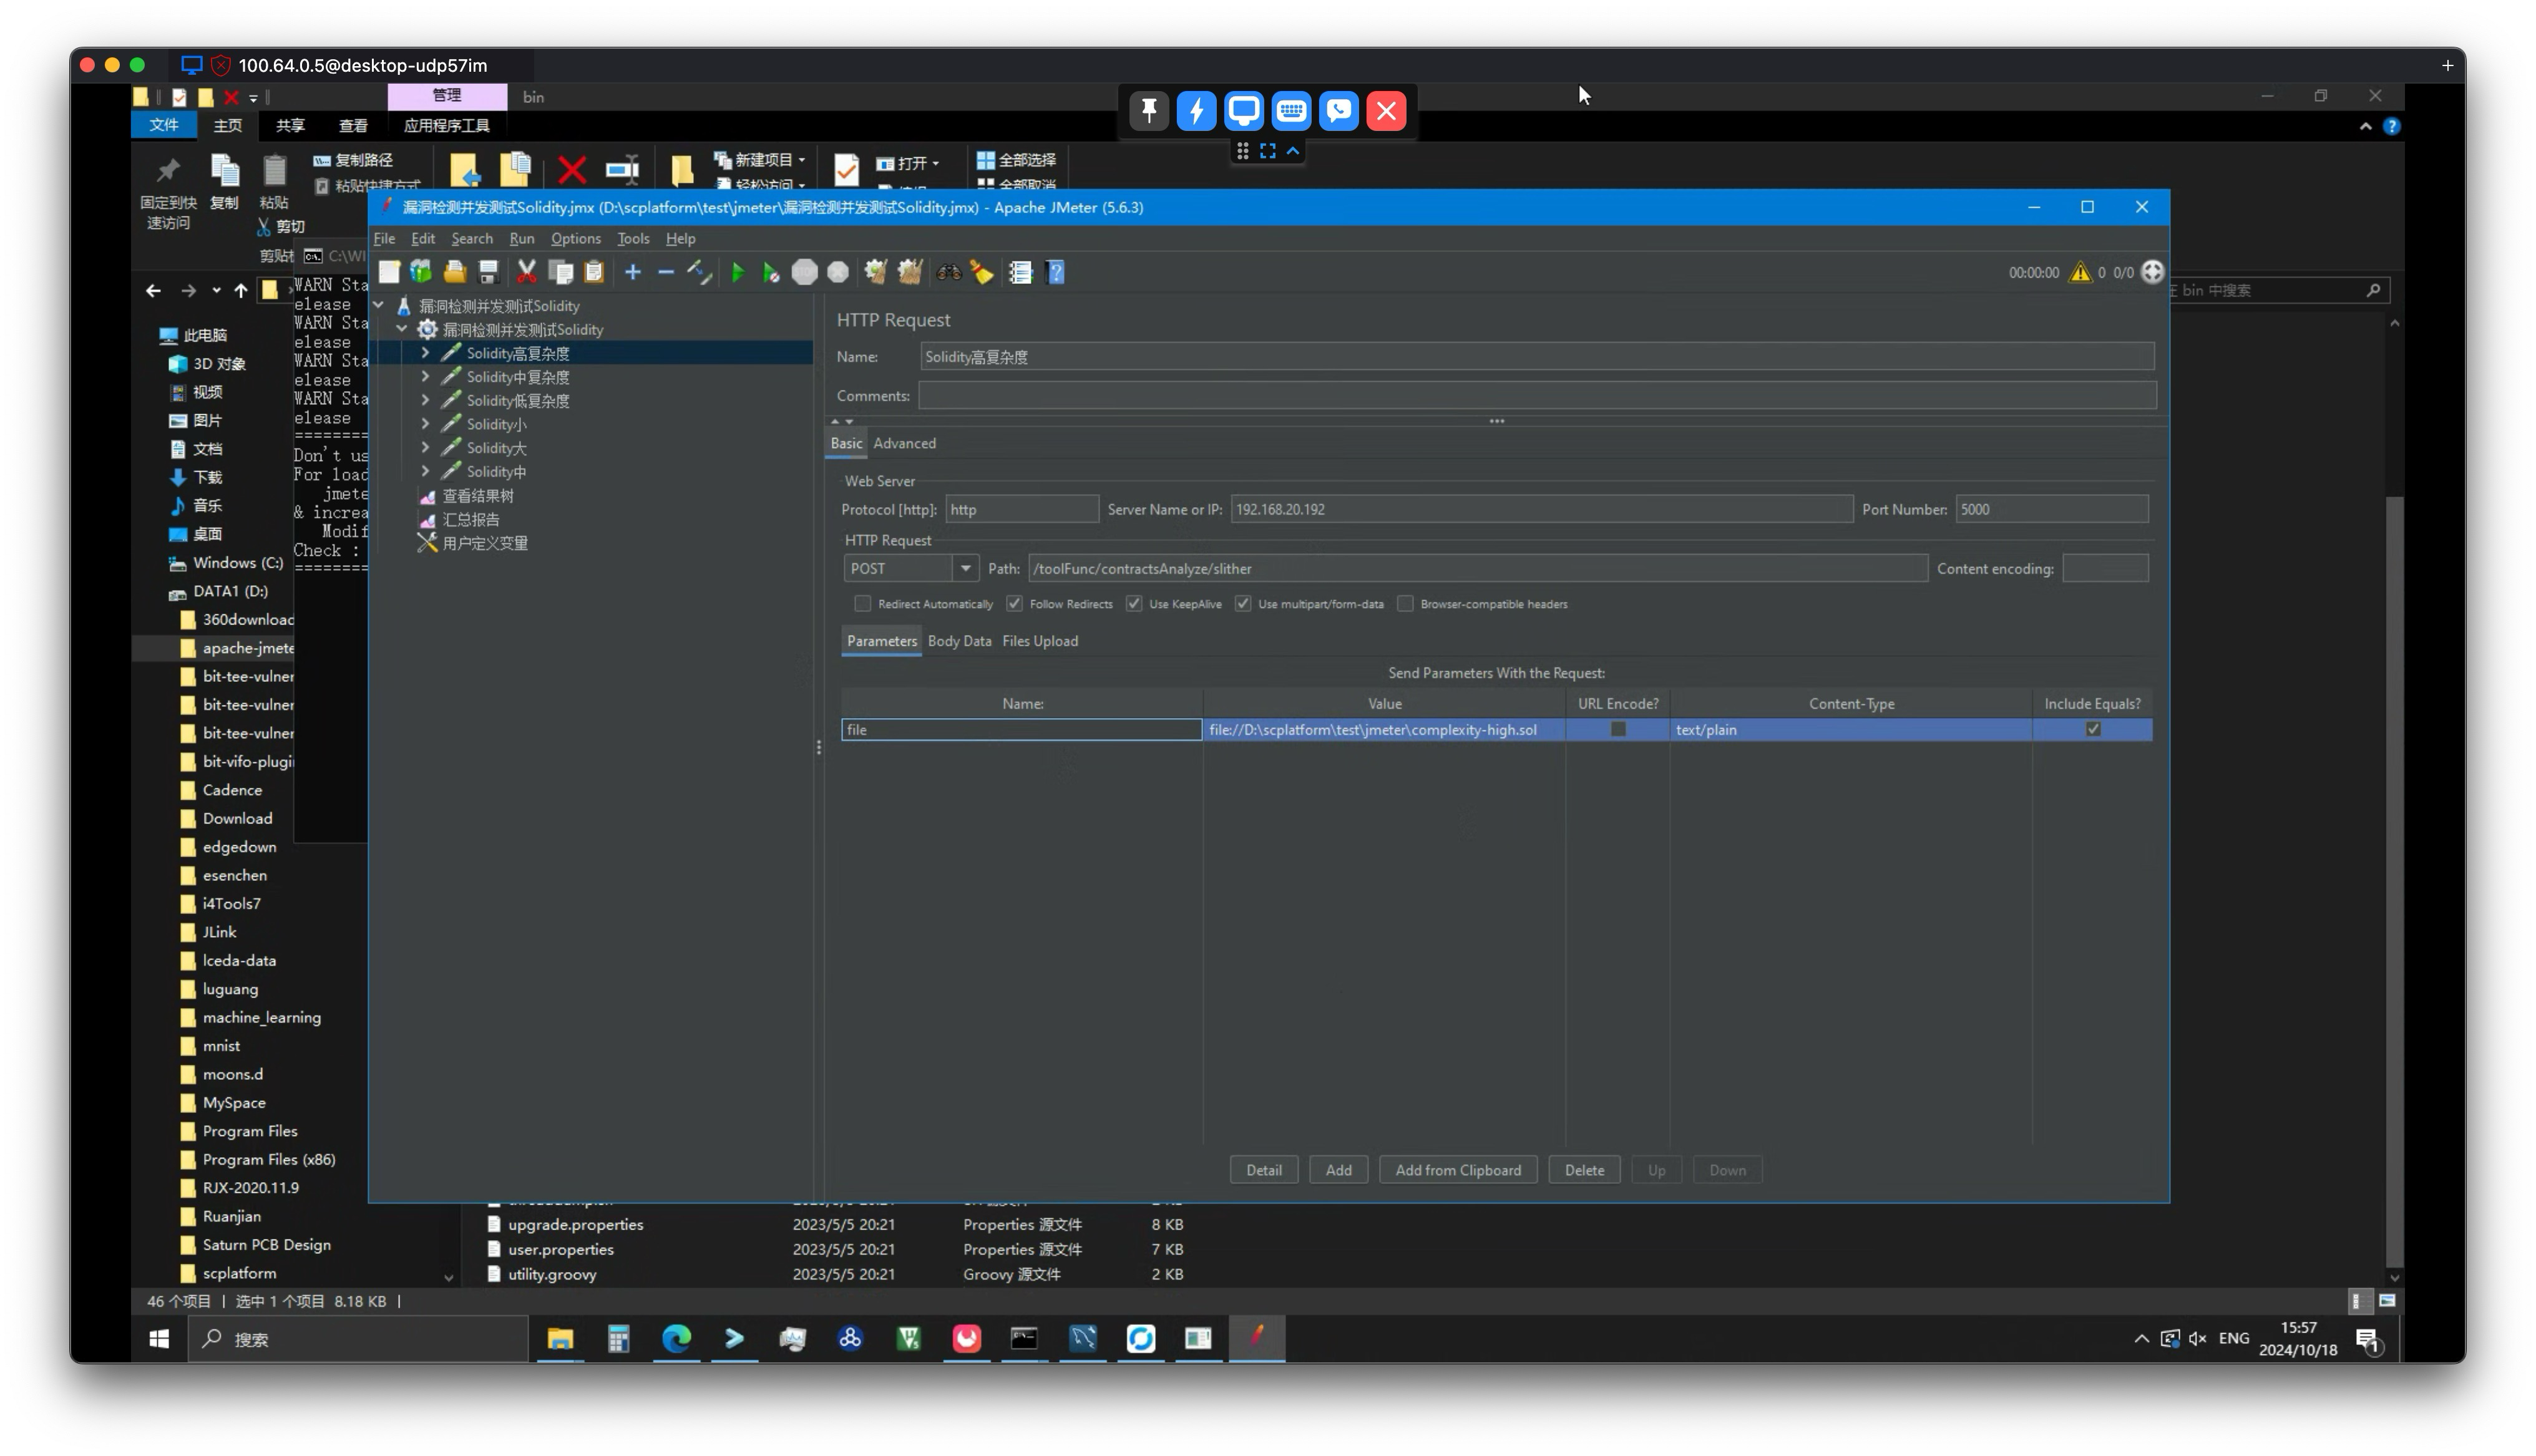 100.64.0.5@desktop-udp57im
管理
bin
文件
主页
共享
查看
应用程序工具
固定到快
速访问
复制
粘贴
复制路径
粘贴快捷方式
剪切
新建项目
轻松访问
打开
全部选择
全部取消
C:\WI
漏洞检测并发测试Solidity.jmx (D:\scplatform\test\jmeter\漏洞检测并发测试Solidity.jmx) - Apache JMeter (5.6.3)
File Edit Search Run Options Tools Help
00:00:00 0 0/0
bin 中搜索
WARN Sta
elease
WARN Sta
elease
WARN Sta
elease
WARN Sta
elease
=========
Don't us
For load
jmete
& increa
Modif
Check :
=========
此电脑
3D 对象
视频
图片
文档
下载
音乐
桌面
Windows (C:)
DATA1 (D:)
360download
apache-jmete
bit-tee-vulner
bit-tee-vulner
bit-tee-vulner
bit-vifo-plugi
Cadence
Download
edgedown
esenchen
i4Tools7
JLink
lceda-data
luguang
machine_learning
mnist
moons.d
MySpace
Program Files
Program Files (x86)
RJX-2020.11.9
Ruanjian
Saturn PCB Design
scplatform
漏洞检测并发测试Solidity
漏洞检测并发测试Solidity
Solidity高复杂度
Solidity中复杂度
Solidity低复杂度
Solidity小
Solidity大
Solidity中
查看结果树
汇总报告
用户定义变量
HTTP Request
Name: Solidity高复杂度
Comments:
Basic Advanced
Web Server
Protocol [http]: http Server Name or IP: 192.168.20.192 Port Number: 5000
HTTP Request
POST Path: /toolFunc/contractsAnalyze/slither Content encoding:
Redirect Automatically Follow Redirects Use KeepAlive Use multipart/form-data Browser-compatible headers
Parameters Body Data Files Upload
Send Parameters With the Request:
Name: Value URL Encode? Content-Type Include Equals?
file file://D:\scplatform\test\jmeter\complexity-high.sol text/plain
Detail Add Add from Clipboard Delete Up Down
upgrade.properties 2023/5/5 20:21 Properties 源文件 8 KB
user.properties 2023/5/5 20:21 Properties 源文件 7 KB
utility.groovy 2023/5/5 20:21 Groovy 源文件 2 KB
46 个项目 选中 1 个项目 8.18 KB
搜索
ENG
15:57
2024/10/18
1